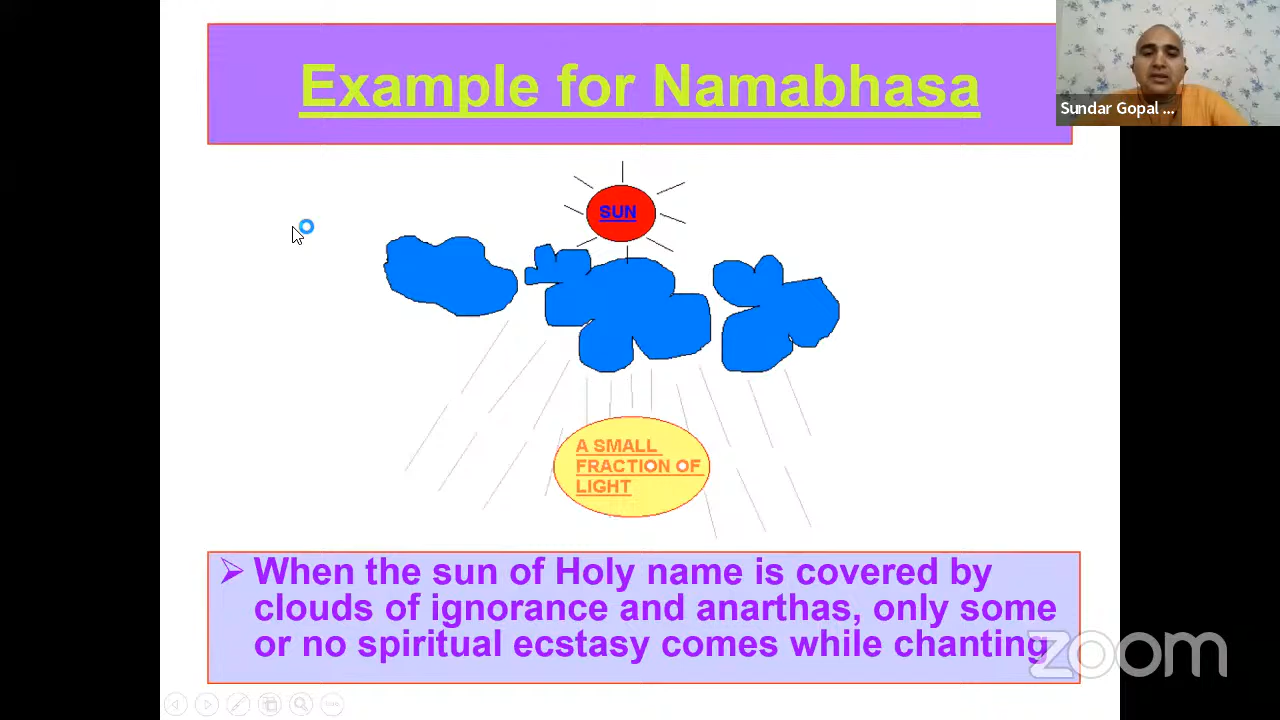 Example for Namabhasa
Sundar Gopal ...
SUN
A SMALL
FRACTION OF
LIGHT
When the sun of Holy name is covered by
clouds of ignorance and anarthas, only some
or no spiritual ecstasy comes while chanting
zoom